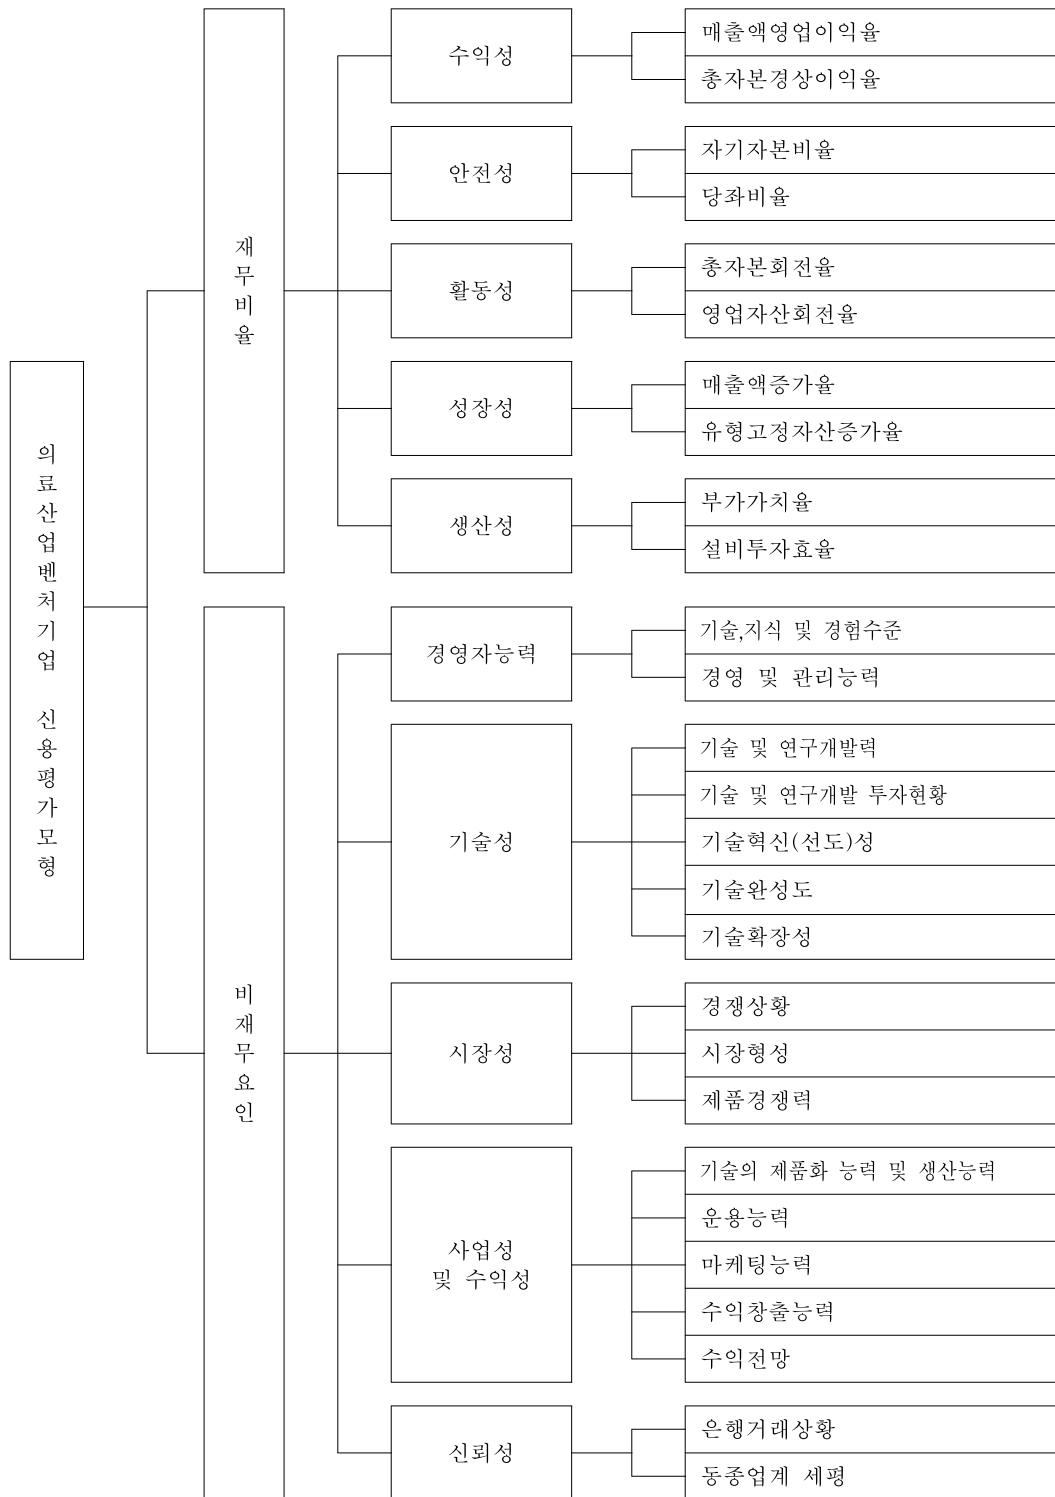 의료산업벤처기업 신용평가모형
재무비율
수익성
매출액영업이익율
총자본경상이익율
안전성
자기자본비율
당좌비율
활동성
총자본회전율
영업자산회전율
성장성
매출액증가율
유형고정자산증가율
생산성
부가가치율
설비투자효율
비재무요인
경영자능력
기술,지식 및 경험수준
경영 및 관리능력
기술성
기술 및 연구개발력
기술 및 연구개발 투자현황
기술혁신(선도)성
기술완성도
기술확장성
시장성
경쟁상황
시장형성
제품경쟁력
사업성
및 수익성
기술의 제품화 능력 및 생산능력
운용능력
마케팅능력
수익창출능력
수익전망
신뢰성
은행거래상황
동종업계 세평